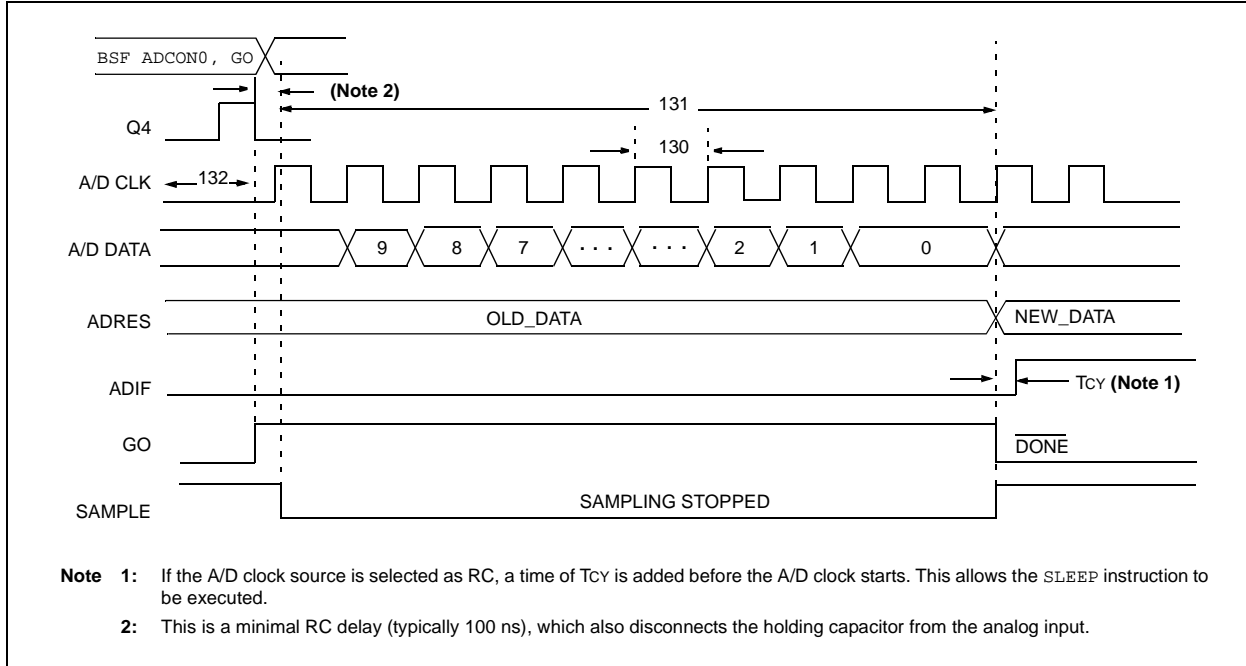 BSF ADCON0, GO
(Note 2)
131
Q4
130
A/D CLK
132
A/D DATA
9 8 7 · · · · · · 2 1 0
ADRES
OLD_DATA
NEW_DATA
ADIF
TCY (Note 1)
GO
DONE
SAMPLE
SAMPLING STOPPED
Note 1: If the A/D clock source is selected as RC, a time of TCY is added before the A/D clock starts. This allows the SLEEP instruction to
be executed.
2: This is a minimal RC delay (typically 100 ns), which also disconnects the holding capacitor from the analog input.